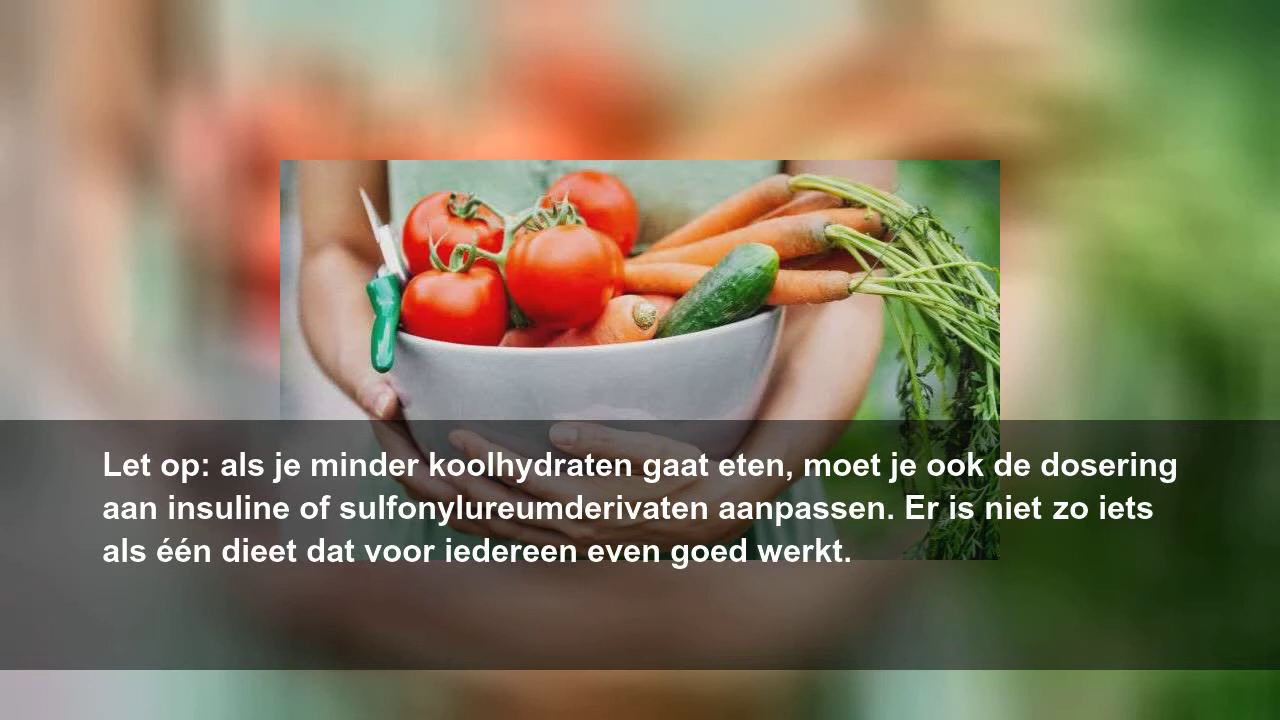 Let op: als je minder koolhydraten gaat eten, moet je ook de dosering
aan insuline of sulfonylureumderivaten aanpassen. Er is niet zo iets
als één dieet dat voor iedereen even goed werkt.